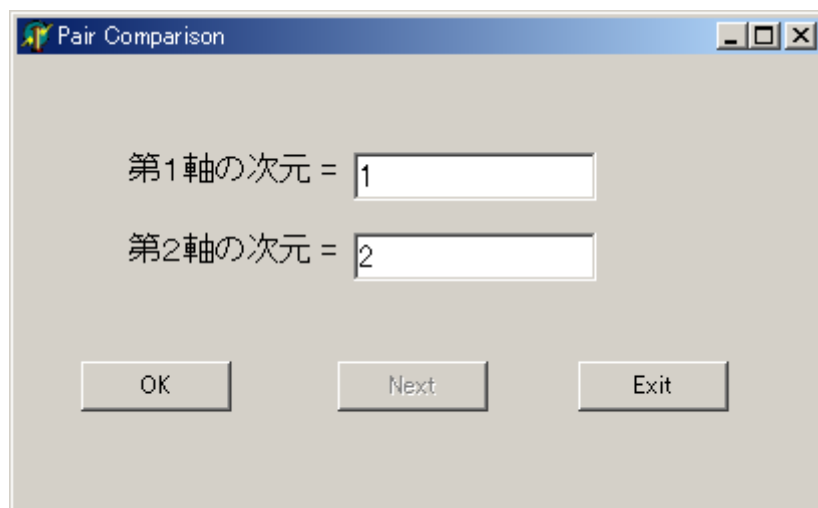 Pair Comparison
第1軸の次元 = 1
第2軸の次元 = 2
OK Next Exit